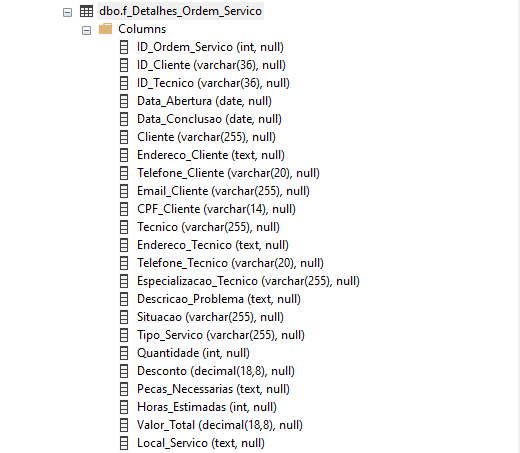 dbo.f_Detalhes_Ordem_Servico
Columns
ID_Ordem_Servico (int, null)
ID_Cliente (varchar(36), null)
ID_Tecnico (varchar(36), null)
Data_Abertura (date, null)
Data_Conclusao (date, null)
Cliente (varchar(255), null)
Endereco_Cliente (text, null)
Telefone_Cliente (varchar(20), null)
Email_Cliente (varchar(255), null)
CPF_Cliente (varchar(14), null)
Tecnico (varchar(255), null)
Endereco_Tecnico (text, null)
Telefone_Tecnico (varchar(20), null)
Especializacao_Tecnico (varchar(255), null)
Descricao_Problema (text, null)
Situacao (varchar(255), null)
Tipo_Servico (varchar(255), null)
Quantidade (int, null)
Desconto (decimal(18,8), null)
Pecas_Necessarias (text, null)
Horas_Estimadas (int, null)
Valor_Total (decimal(18,8), null)
Local_Servico (text, null)